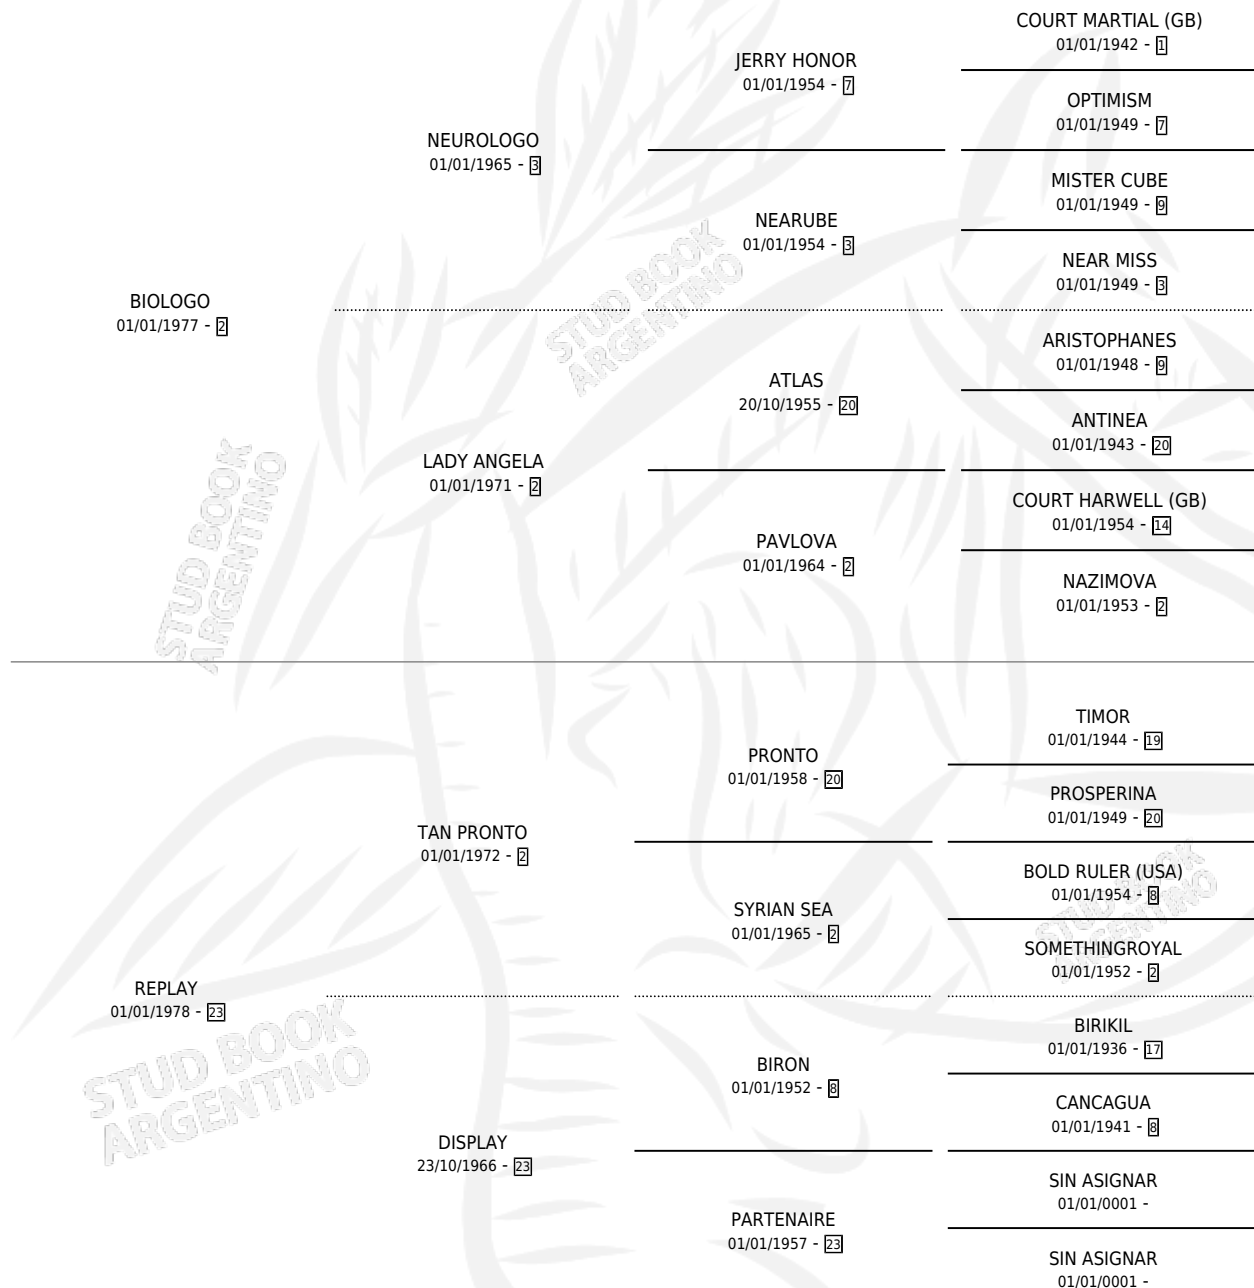 COURT MARTIAL (GB)
01/01/1942 - 1
JERRY HONOR
01/01/1954 - 7
OPTIMISM
01/01/1949 - 7
NEUROLOGO
01/01/1965 - 3
MISTER CUBE
01/01/1949 - 9
NEARUBE
01/01/1954 - 3
NEAR MISS
01/01/1949 - 3
BIOLOGO
01/01/1977 - 2
STUD BOOK
ARGENTINO
ARISTOPHANES
01/01/1948 - 9
ATLAS
20/10/1955 - 20
ANTINEA
01/01/1943 - 20
LADY ANGELA
01/01/1971 - 2
COURT HARWELL (GB)
01/01/1954 - 14
PAVLOVA
01/01/1964 - 2
NAZIMOVA
01/01/1953 - 2
STUD BOOK
ARGENTINO
TIMOR
01/01/1944 - 19
PRONTO
01/01/1958 - 20
PROSPERINA
01/01/1949 - 20
TAN PRONTO
01/01/1972 - 2
BOLD RULER (USA)
01/01/1954 - 8
SYRIAN SEA
01/01/1965 - 2
SOMETHINGROYAL
01/01/1952 - 2
STUD BOOK
ARGENTINO
REPLAY
01/01/1978 - 23
BIRIKIL
01/01/1936 - 17
BIRON
01/01/1952 - 8
CANCAGUA
01/01/1941 - 8
STUD BOOK
ARGENTINO
DISPLAY
23/10/1966 - 23
SIN ASIGNAR
01/01/0001 -
PARTENAIRE
01/01/1957 - 23
SIN ASIGNAR
01/01/0001 -